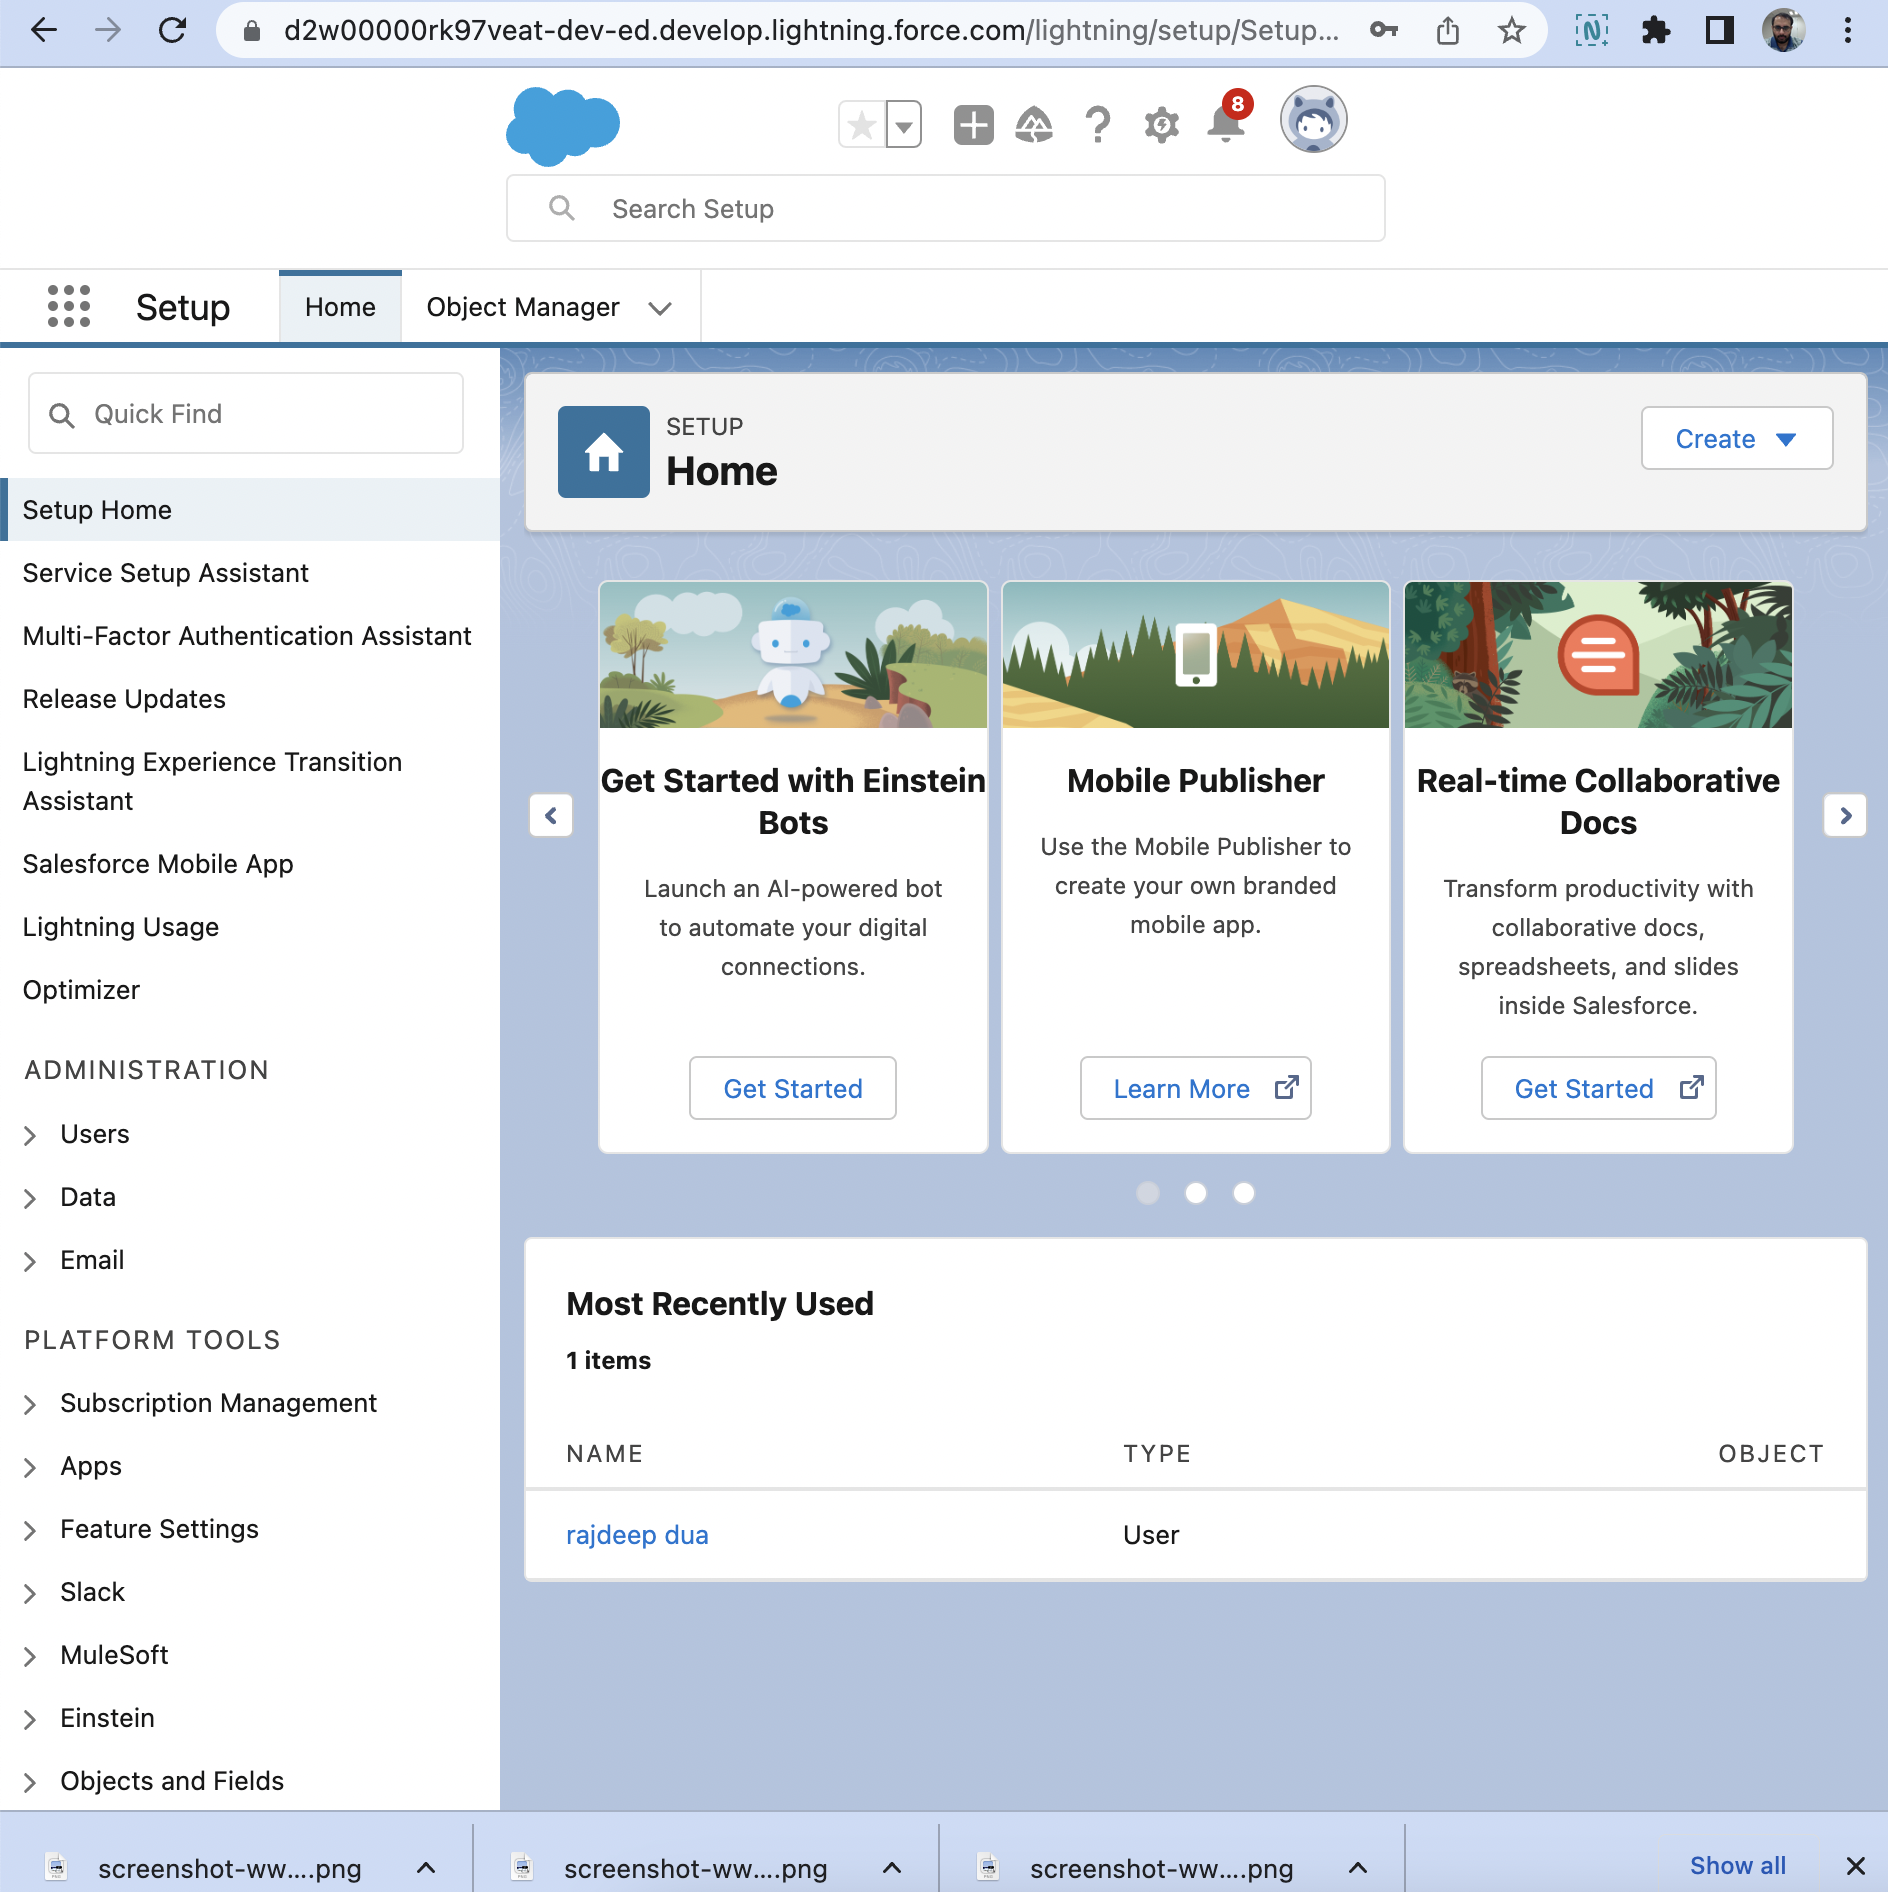 d2w00000rk97veat-dev-ed.develop.lightning.force.com/lightning/setup/Setup...
8
Search Setup
Setup
Home
Object Manager
Quick Find
Setup Home
Service Setup Assistant
Multi-Factor Authentication Assistant
Release Updates
Lightning Experience Transition
Assistant
Salesforce Mobile App
Lightning Usage
Optimizer
ADMINISTRATION
Users
Data
Email
PLATFORM TOOLS
Subscription Management
Apps
Feature Settings
Slack
MuleSoft
Einstein
Objects and Fields
SETUP
Home
Create
Get Started with Einstein
Bots
Launch an AI-powered bot
to automate your digital
connections.
Get Started
Mobile Publisher
Use the Mobile Publisher to
create your own branded
mobile app.
Learn More
Real-time Collaborative
Docs
Transform productivity with
collaborative docs,
spreadsheets, and slides
inside Salesforce.
Get Started
Most Recently Used
1 items
NAME TYPE OBJECT
rajdeep dua User
screenshot-ww....png
screenshot-ww....png
screenshot-ww....png
Show all